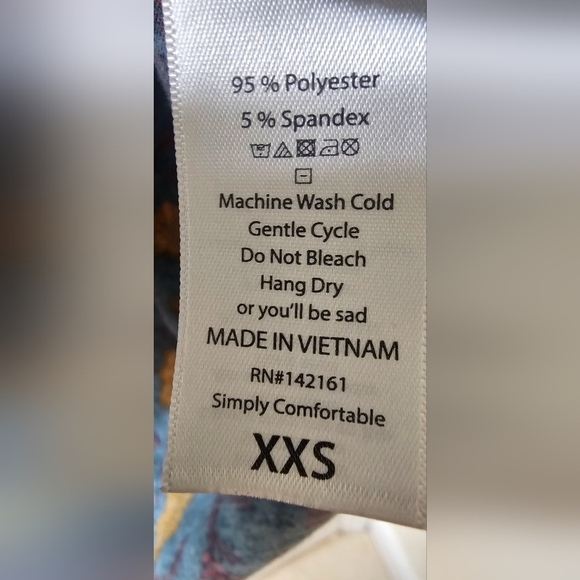 95 % Polyester
5 % Spandex
Machine Wash Cold
Gentle Cycle
Do Not Bleach
Hang Dry
or you'll be sad
MADE IN VIETNAM
RN#142161
Simply Comfortable
XXS